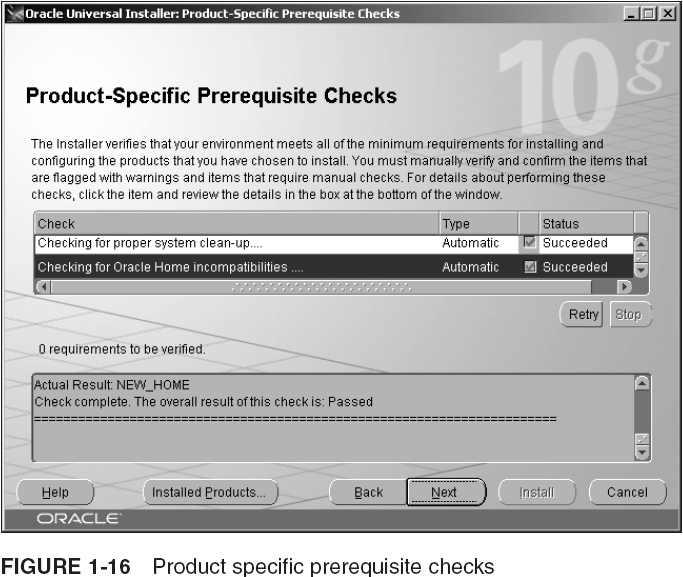 Oracle Universal Installer: Product-Specific Prerequisite Checks
10g
Product-Specific Prerequisite Checks
The Installer verifies that your environment meets all of the minimum requirements for installing and
configuring the products that you have chosen to install. You must manually verify and confirm the items that
are flagged with warnings and items that require manual checks. For details about performing these
checks, click the item and review the details in the box at the bottom of the window.
Check Type Status
Checking for proper system clean-up.... Automatic Succeeded
Checking for Oracle Home incompatibilities .... Automatic Succeeded
Retry Stop
0 requirements to be verified.
Actual Result: NEW_HOME
Check complete. The overall result of this check is: Passed
========================================================================
Help Installed Products... Back Next Install Cancel
ORACLE
FIGURE 1-16 Product specific prerequisite checks